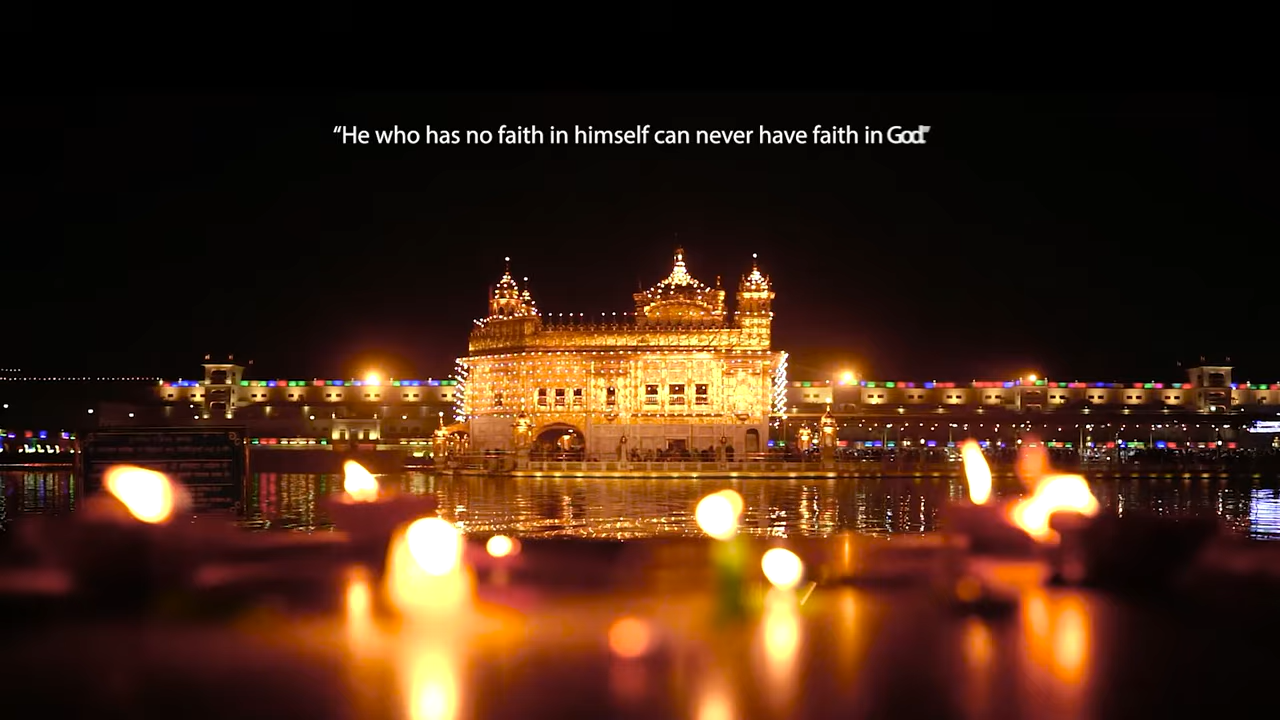 “He who has no faith in himself can never have faith in God”